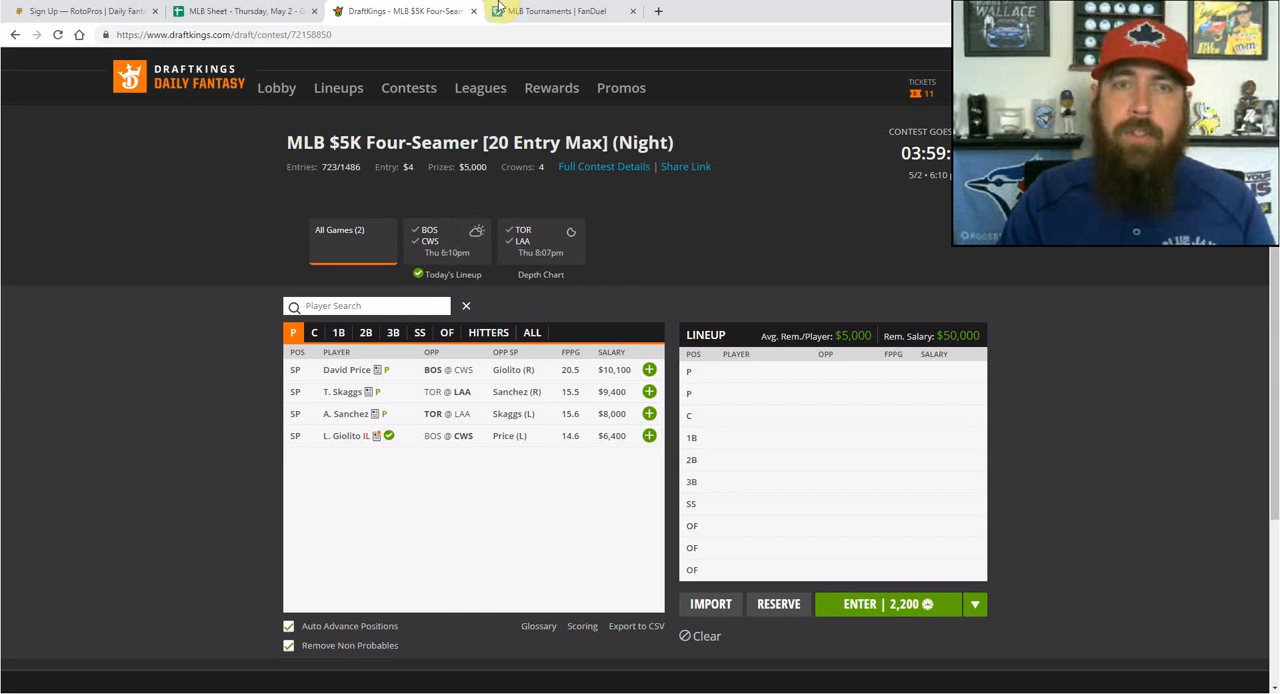 Sign Up — RotoPros | Daily Fanta
MLB Sheet - Thursday, May 2 - G
DraftKings - MLB $5K Four-Seam
MLB Tournaments | FanDuel
https://www.draftkings.com/draft/contest/72158850
DRAFTKINGS
DAILY FANTASY
Lobby Lineups Contests Leagues Rewards Promos
TICKETS
11
MLB $5K Four-Seamer [20 Entry Max] (Night)
CONTEST GOES
Entries: 723/1486 Entry: $4 Prizes: $5,000 Crowns: 4 Full Contest Details | Share Link
03:59:
5/2 • 6:10 p
All Games (2)
BOS
CWS
Thu 6:10pm
TOR
LAA
Thu 8:07pm
Today's Lineup
Depth Chart
Player Search
P C 1B 2B 3B SS OF HITTERS ALL
POS PLAYER OPP OPP SP FPPG SALARY
SP David Price P BOS @ CWS Giolito (R) 20.5 $10,100
SP T. Skaggs P TOR @ LAA Sanchez (R) 15.5 $9,400
SP A. Sanchez P TOR @ LAA Skaggs (L) 15.6 $8,000
SP L. Giolito IL BOS @ CWS Price (L) 14.6 $6,400
LINEUP Avg. Rem./Player: $5,000 Rem. Salary: $50,000
POS PLAYER OPP FPPG SALARY
P
P
C
1B
2B
3B
SS
OF
OF
OF
IMPORT RESERVE ENTER | 2,200
Clear
Auto Advance Positions
Remove Non Probables
Glossary Scoring Export to CSV